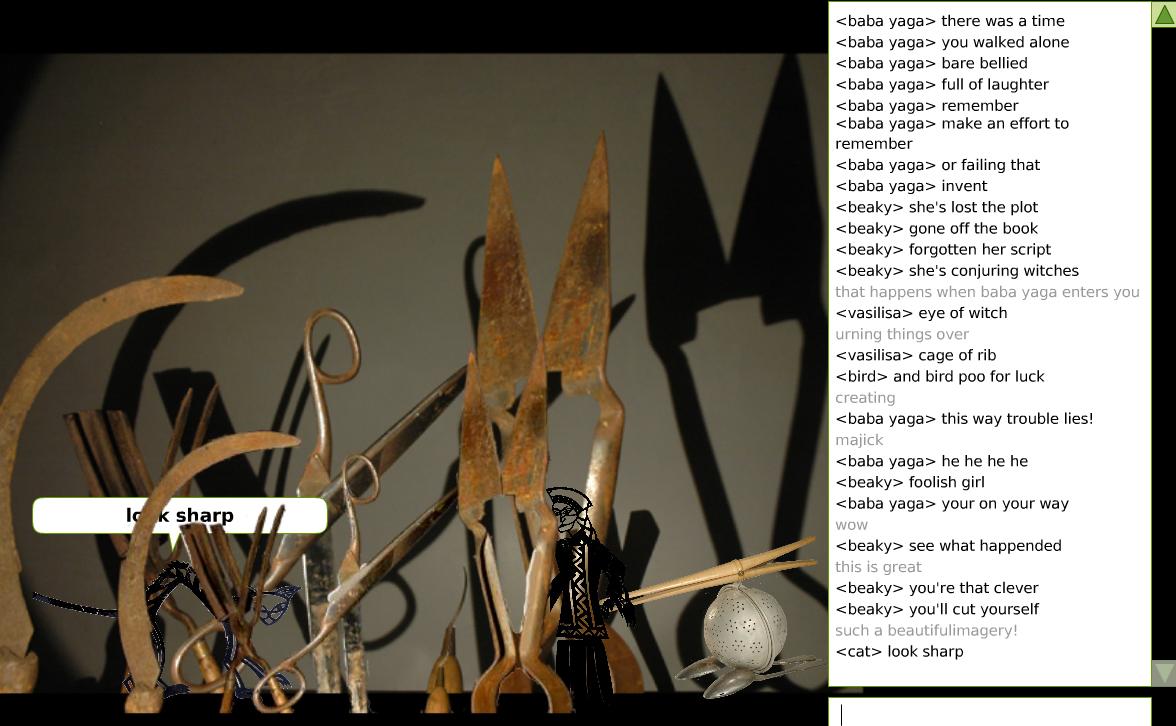 <baba yaga> there was a time
<baba yaga> you walked alone
<baba yaga> bare bellied
<baba yaga> full of laughter
<baba yaga> remember
<baba yaga> make an effort to
remember
<baba yaga> or failing that
<baba yaga> invent
<beaky> she's lost the plot
<beaky> gone off the book
<beaky> forgotten her script
<beaky> she's conjuring witches
that happens when baba yaga enters you
<vasilisa> eye of witch
urning things over
<vasilisa> cage of rib
<bird> and bird poo for luck
creating
<baba yaga> this way trouble lies!
majick
<baba yaga> he he he he
<beaky> foolish girl
<baba yaga> your on your way
wow
<beaky> see what happended
this is great
<beaky> you're that clever
<beaky> you'll cut yourself
such a beautifulimagery!
<cat> look sharp
look sharp